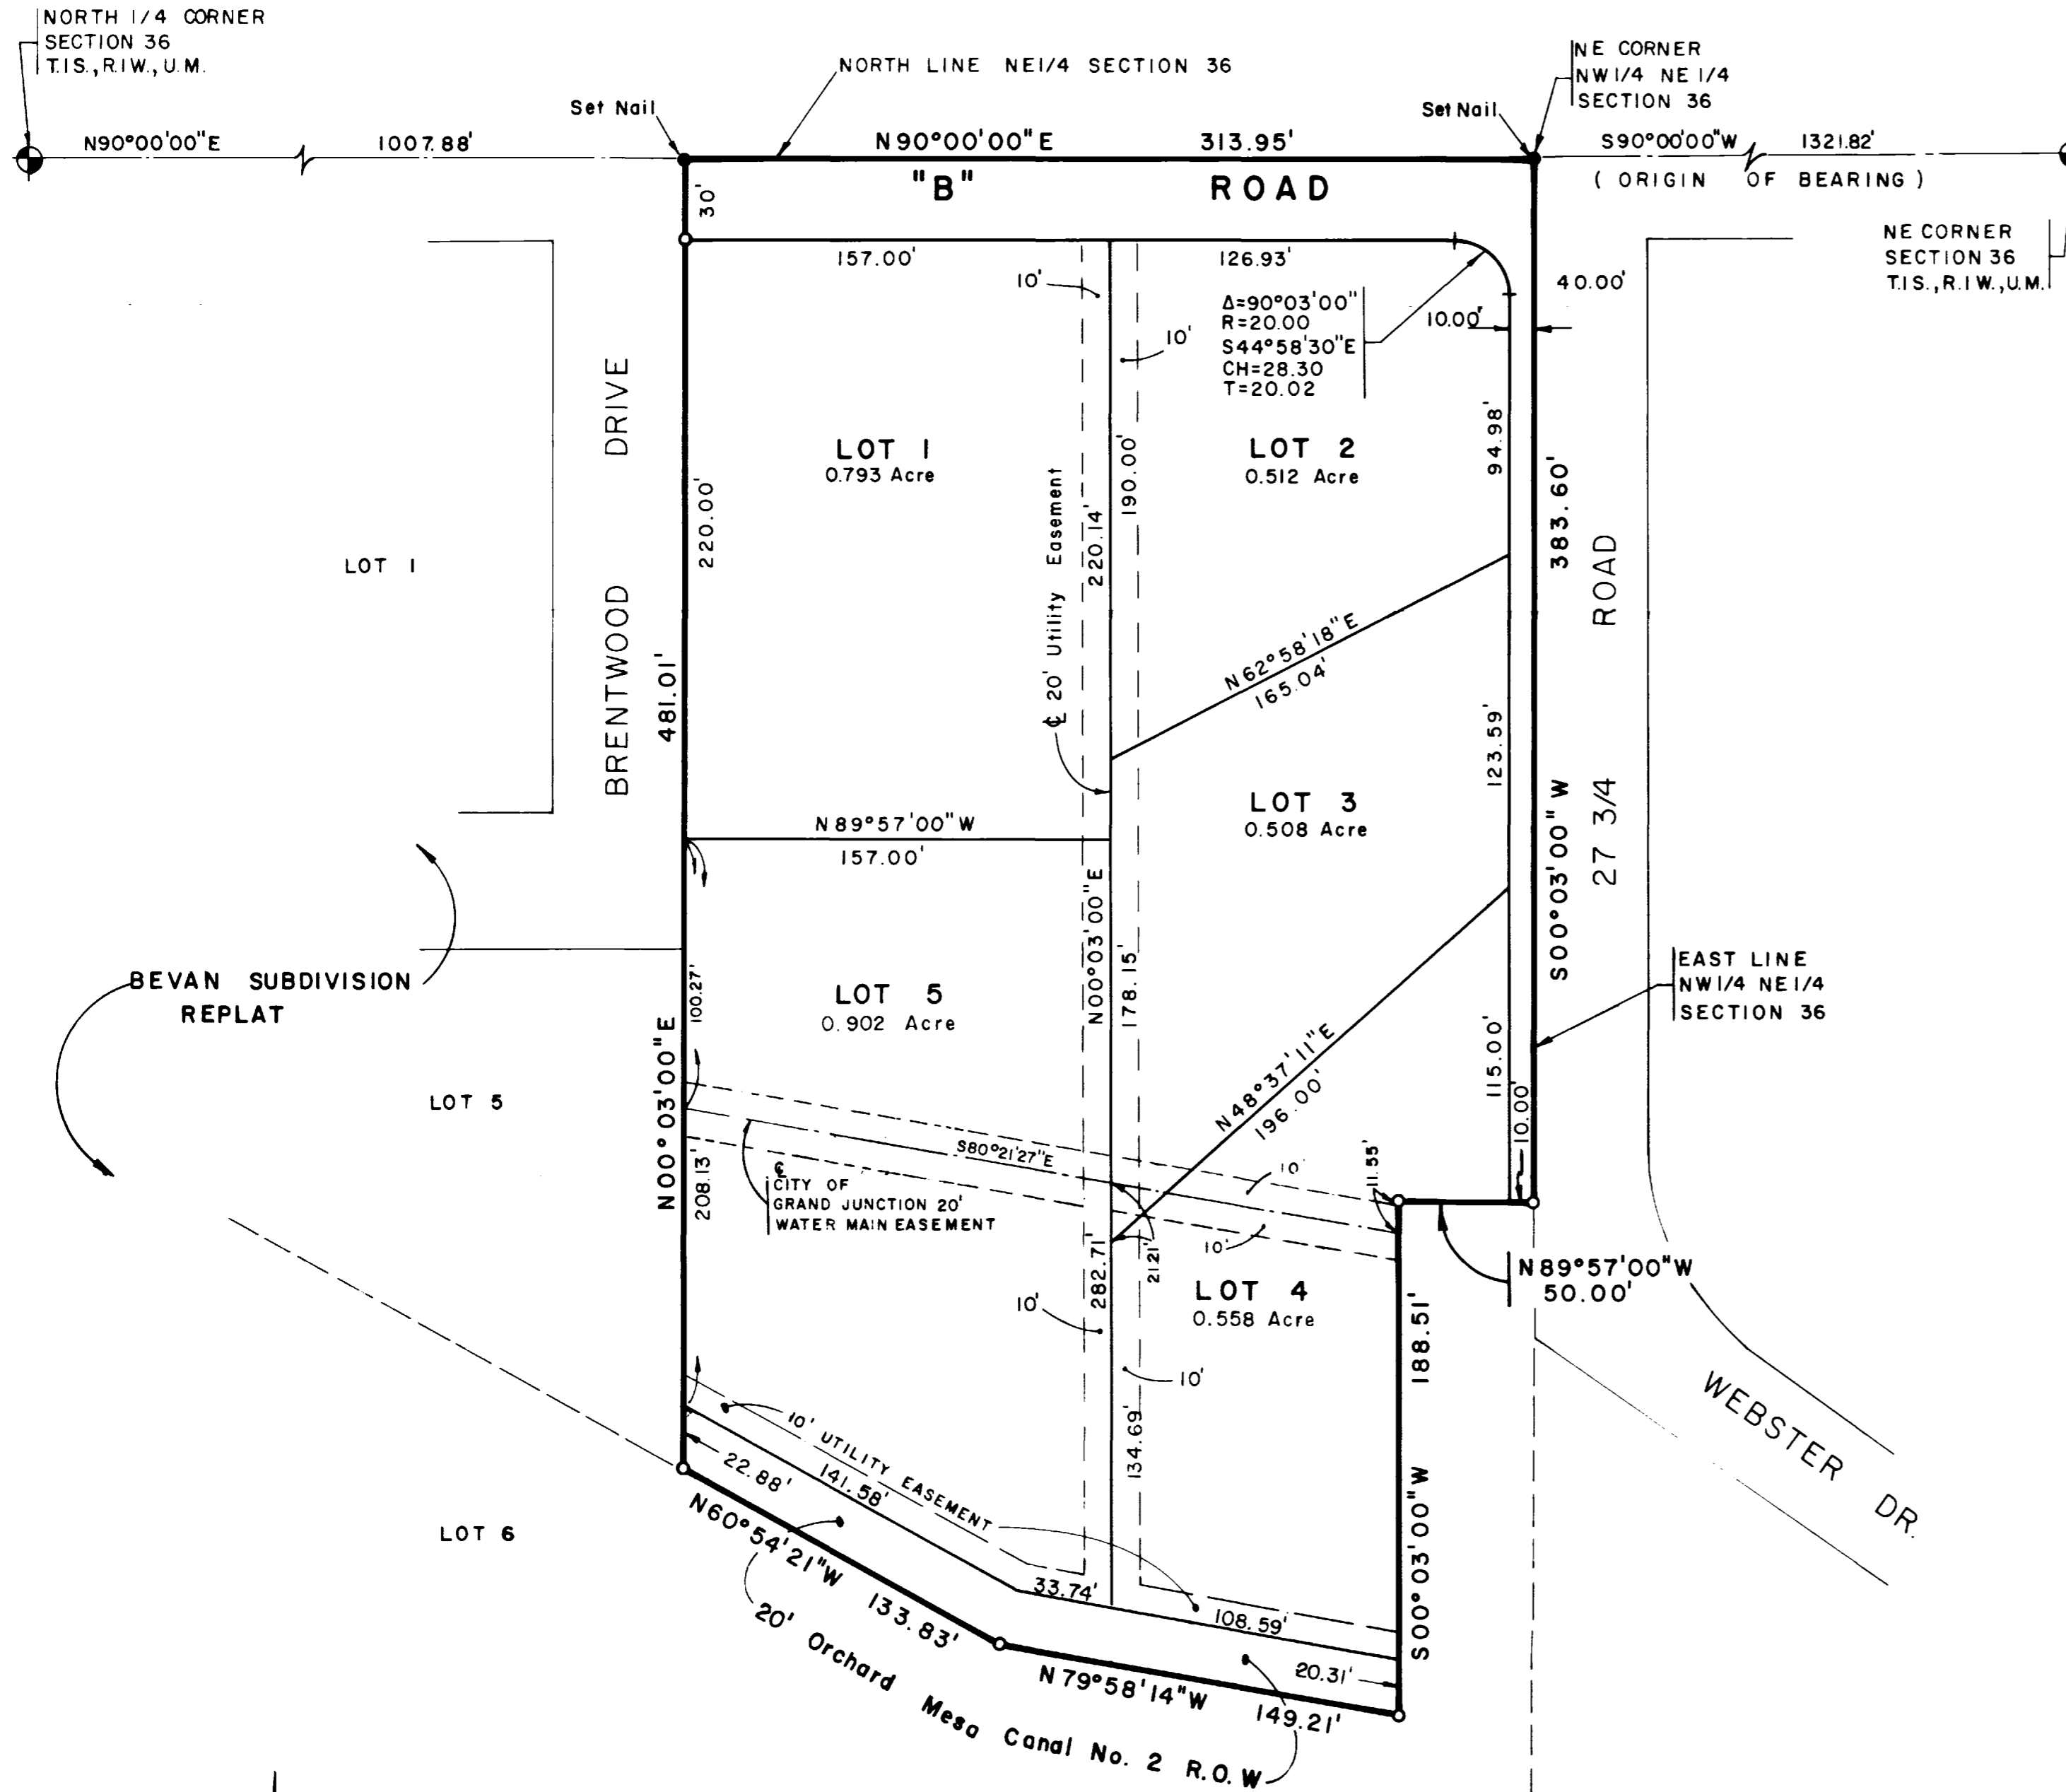 NORTH 1/4 CORNER
SECTION 36
T.1S., R.1W., U.M.
NORTH LINE NE1/4 SECTION 36
NE CORNER
NW1/4 NE1/4
SECTION 36
Set Nail
Set Nail
N90°00'00"E 1007.88'
N90°00'00"E 313.95'
S90°00'00"W 1321.82'
( ORIGIN OF BEARING )
"B" ROAD
30'
NE CORNER
SECTION 36
T.1S., R.1W., U.M.
157.00'
126.93'
10'
10'
Δ=90°03'00"
R=20.00
S44°58'30"E
CH=28.30
T=20.02
40.00'
10.00'
BRENTWOOD DRIVE
LOT 1
LOT 1
0.793 Acre
LOT 2
0.512 Acre
220.00'
481.01'
℄ 20' Utility Easement
220.14'
190.00'
94.98'
383.60'
27 3/4 ROAD
N62°58'18"E
165.04'
123.59'
S00°03'00"W
LOT 3
0.508 Acre
N89°57'00"W
157.00'
BEVAN SUBDIVISION
REPLAT
LOT 5
LOT 5
0.902 Acre
100.27'
N00°03'00"E
N00°03'00"E
178.15'
N48°37'11"E
196.00'
115.00'
10.00'
EAST LINE
NW1/4 NE1/4
SECTION 36
S80°21'27"E
208.13'
℄
CITY OF
GRAND JUNCTION 20'
WATER MAIN EASEMENT
10'
10'
11.55'
21.21'
282.71'
N89°57'00"W
50.00'
LOT 4
0.558 Acre
10'
10'
188.51'
S00°03'00"W
134.69'
WEBSTER DR.
10' UTILITY EASEMENT
22.88'
141.58'
LOT 6
N60°54'21"W 133.83'
33.74'
108.59'
20.31'
N79°58'14"W 149.21'
20' Orchard Mesa Canal No. 2 R.O.W